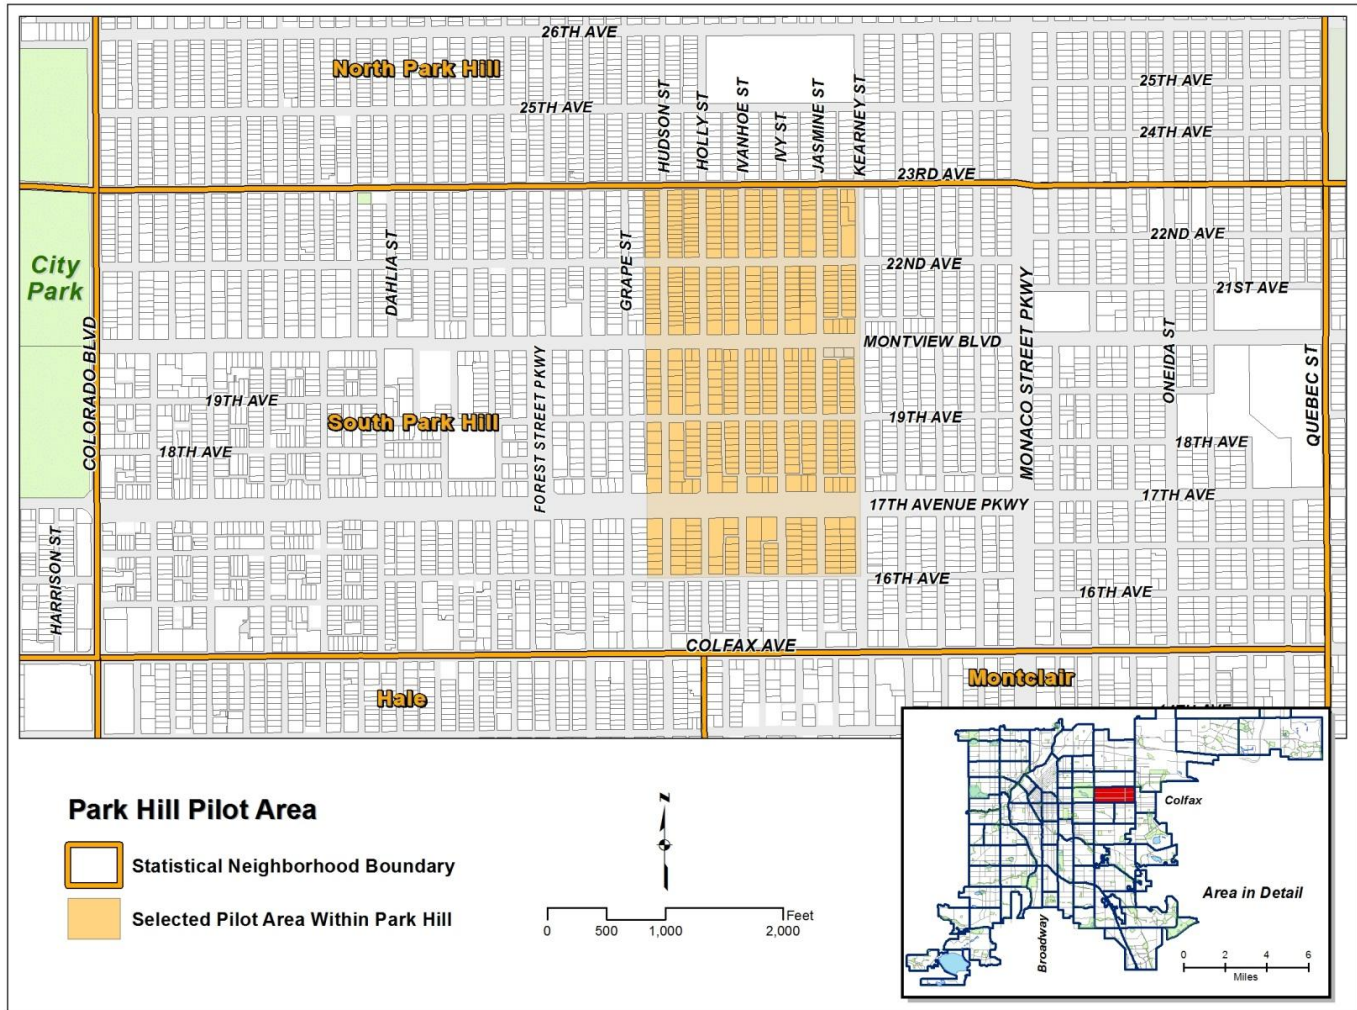 26TH AVE
North Park Hill
25TH AVE
25TH AVE
24TH AVE
HUDSON ST
HOLLY ST
IVANHOE ST
IVY ST
JASMINE ST
KEARNEY ST
23RD AVE
22ND AVE
22ND AVE
21ST AVE
City
Park
DAHLIA ST
GRAPE ST
COLORADO BLVD
FOREST STREET PKWY
MONTVIEW BLVD
MONACO STREET PKWY
ONEIDA ST
QUEBEC ST
19TH AVE
South Park Hill
19TH AVE
18TH AVE
18TH AVE
17TH AVENUE PKWY
17TH AVE
HARRISON ST
16TH AVE
16TH AVE
COLFAX AVE
Hale
Montclair
Park Hill Pilot Area
Statistical Neighborhood Boundary
Selected Pilot Area Within Park Hill
z
0 500 1,000 2,000
Feet
Colfax
Area in Detail
Broadway
0 2 4 6
Miles